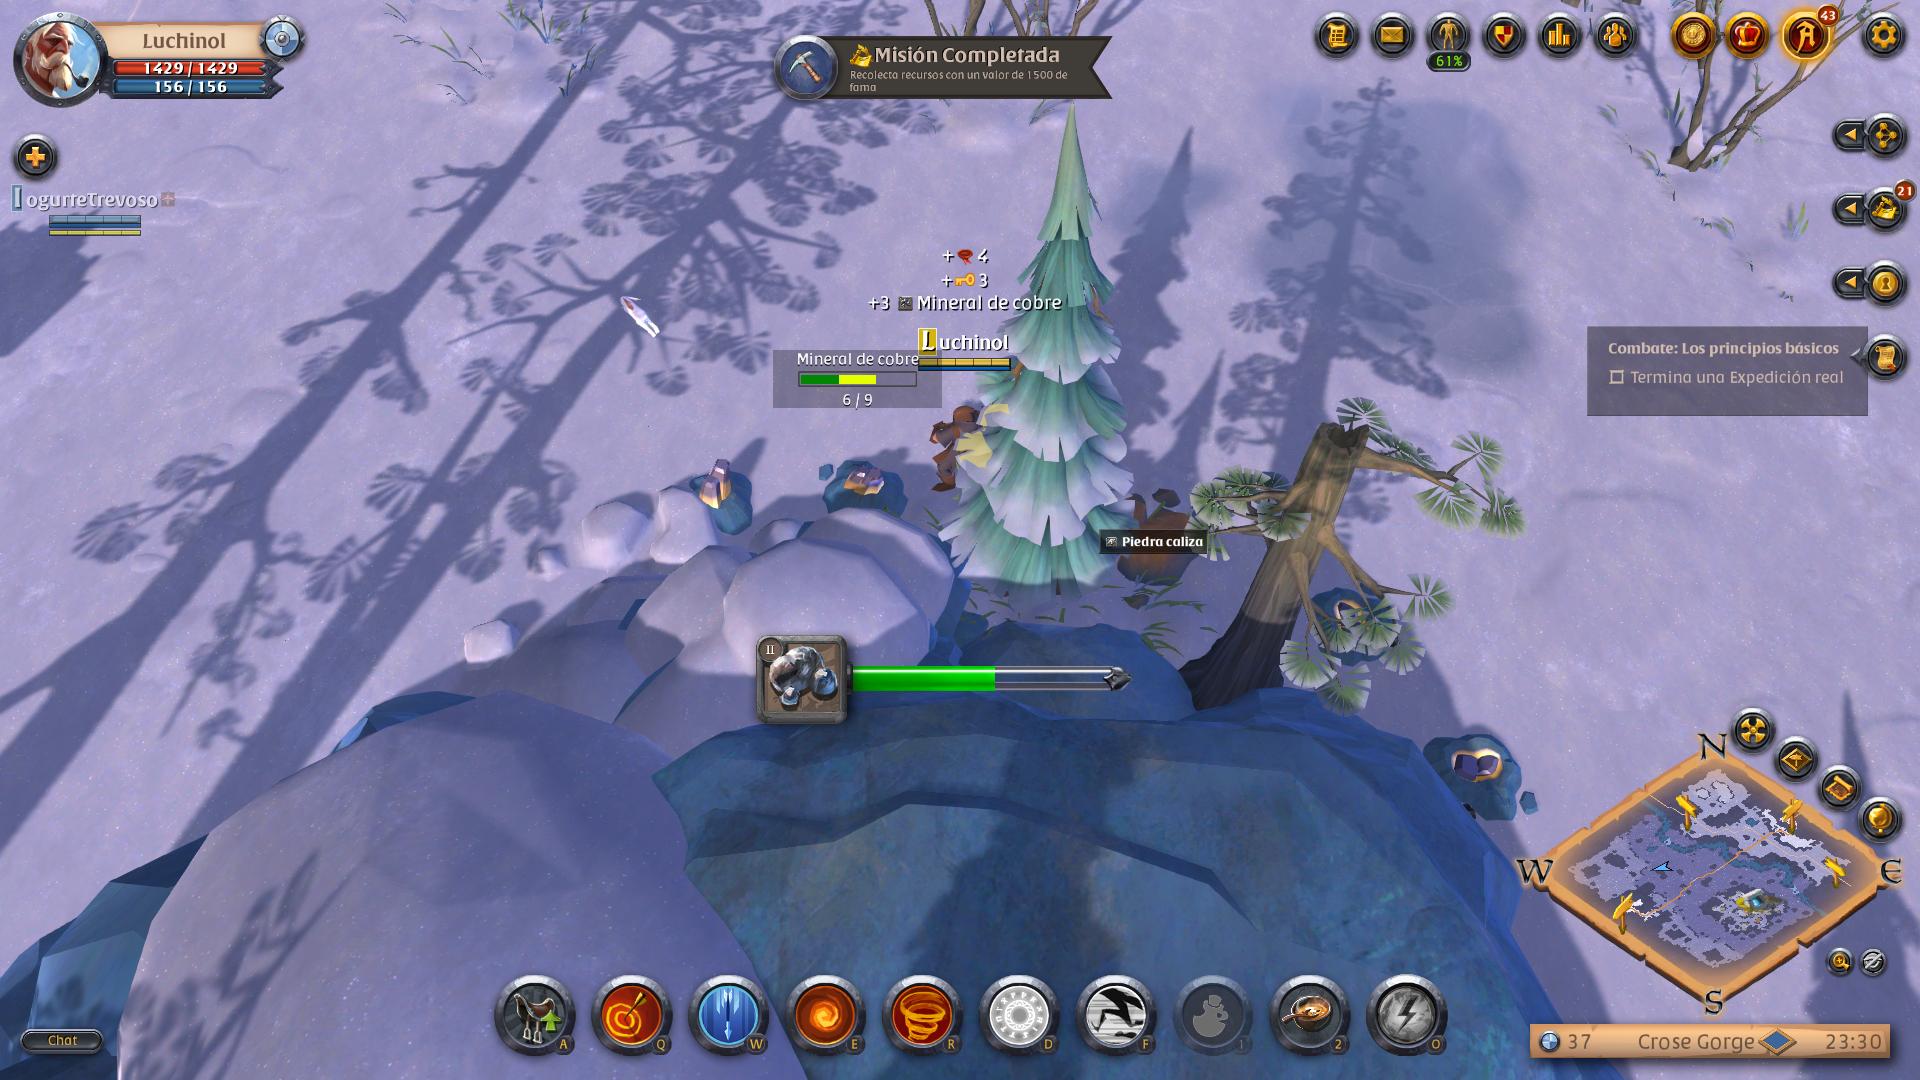 Luchinol
1429/1429
156/156
Misión Completada
Recolecta recursos con un valor de 1500 de
fama
61%
43
ogurteTrevoso
21
+ 4
+ 3
+3 Mineral de cobre
Luchinol
Mineral de cobre
6 / 9
Combate: Los principios básicos
Termina una Expedición real
Piedra caliza
II
N
W
E
S
A
Q
W
E
R
D
F
1
2
O
Chat
37
Crose Gorge
23:30